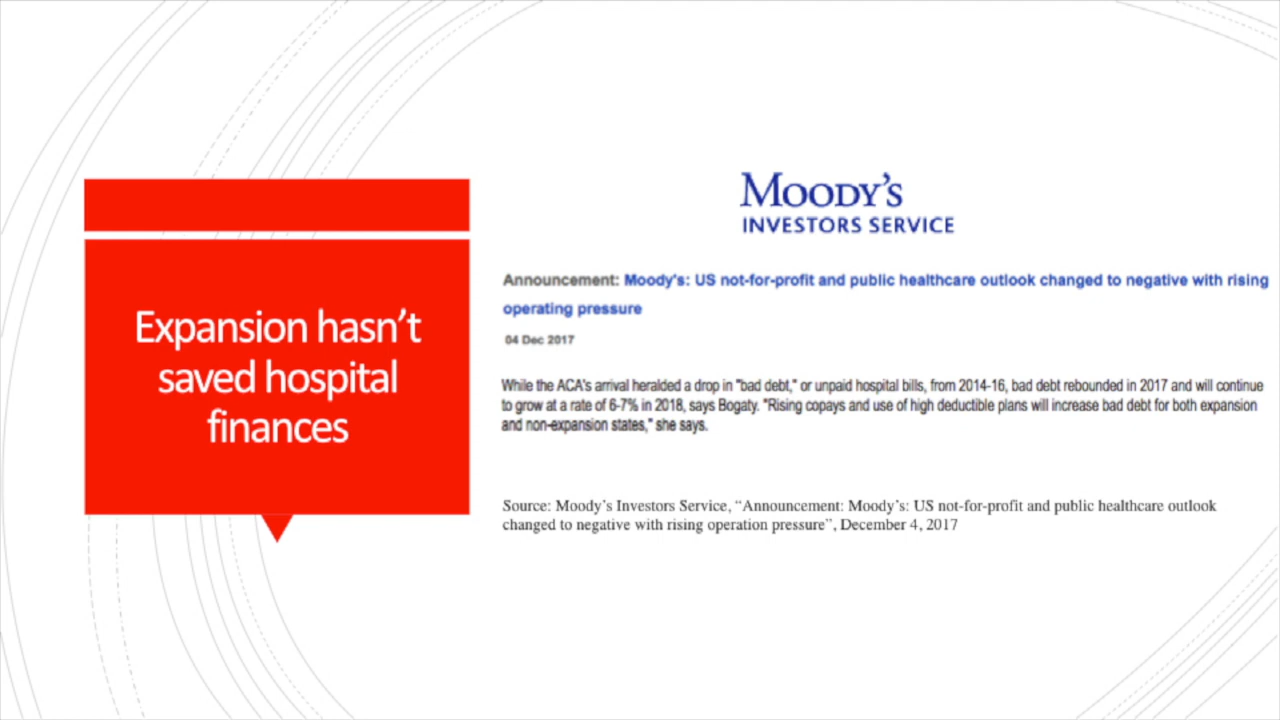 Expansion hasn't
saved hospital
finances
MOODY'S
INVESTORS SERVICE
Announcement: Moody's: US not-for-profit and public healthcare outlook changed to negative with rising
operating pressure
04 Dec 2017
While the ACA's arrival heralded a drop in "bad debt," or unpaid hospital bills, from 2014-16, bad debt rebounded in 2017 and will continue
to grow at a rate of 6-7% in 2018, says Bogaty. "Rising copays and use of high deductible plans will increase bad debt for both expansion
and non-expansion states," she says.
Source: Moody's Investors Service, "Announcement: Moody's: US not-for-profit and public healthcare outlook
changed to negative with rising operation pressure", December 4, 2017